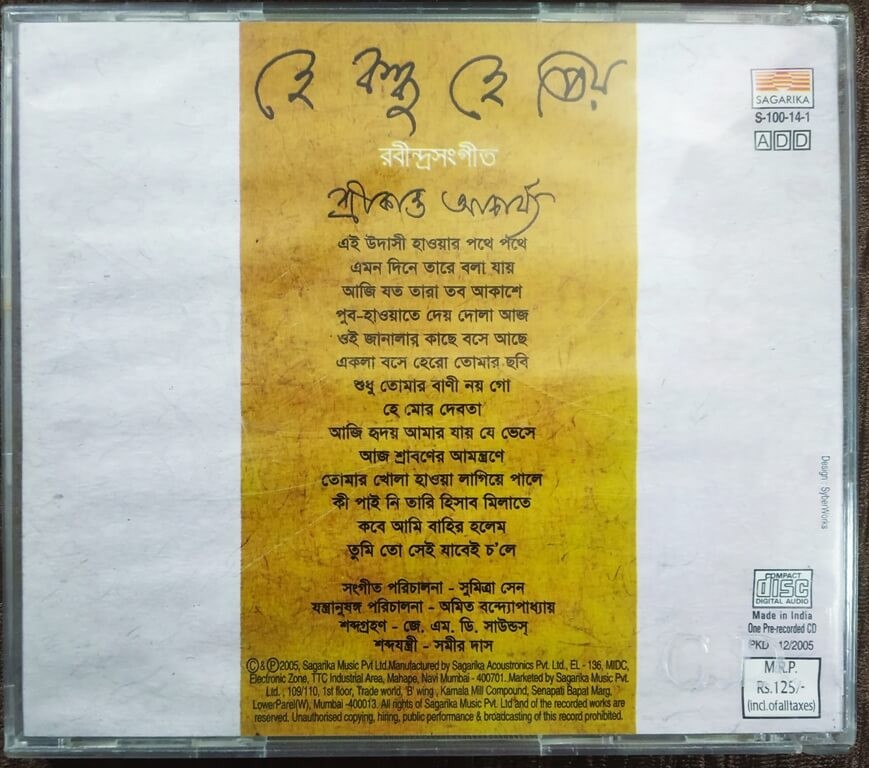 হে বন্ধু হে প্রিয়
রবীন্দ্রসংগীত
শ্রীকান্ত আচার্য্য
এই উদাসী হাওয়ার পথে পথে
এমন দিনে তারে বলা যায়
আজি যত তারা তব আকাশে
পুব-হাওয়াতে দেয় দোলা আজ
ওই জানালার কাছে বসে আছে
একলা বসে হেরো তোমার ছবি
শুধু তোমার বাণী নয় গো
হে মোর দেবতা
আজি হৃদয় আমার যায় যে ভেসে
আজ শ্রাবণের আমন্ত্রণে
তোমার খোলা হাওয়া লাগিয়ে পালে
কী পাই নি তারি হিসাব মিলাতে
কবে আমি বাহির হলেম
তুমি তো সেই যাবেই চ'লে
সংগীত পরিচালনা - সুমিত্রা সেন
যন্ত্রানুষঙ্গ পরিচালনা - অমিত বন্দ্যোপাধ্যায়
শব্দগ্রহণ - জে. এম. ডি. সাউন্ডস্
শব্দযন্ত্রী - সমীর দাস
©&℗2005, Sagarika Music Pvt Ltd.Manufactured by Sagarika Acoustronics Pvt. Ltd., EL - 136, MIDC,
Electronic Zone, TTC Industrial Area, Mahape, Navi Mumbai - 400701. Marketed by Sagarika Music Pvt.
Ltd. , 109/110, 1st floor, Trade world, 'B' wing , Kamala Mill Compound, Senapati Bapat Marg,
LowerParel(W), Mumbai -400013. All rights of Sagarika Music Pvt. Ltd and of the recorded works are
reserved. Unauthorised copying, hiring, public performance & broadcasting of this record prohibited.
SAGARIKA
S-100-14-1
ADD
Design : SyberWorks
COMPACT
disc
DIGITAL AUDIO
Made in India
One Pre-recorded CD
PKD 12/2005
M.R.P.
Rs.125/-
(incl.of alltaxes)